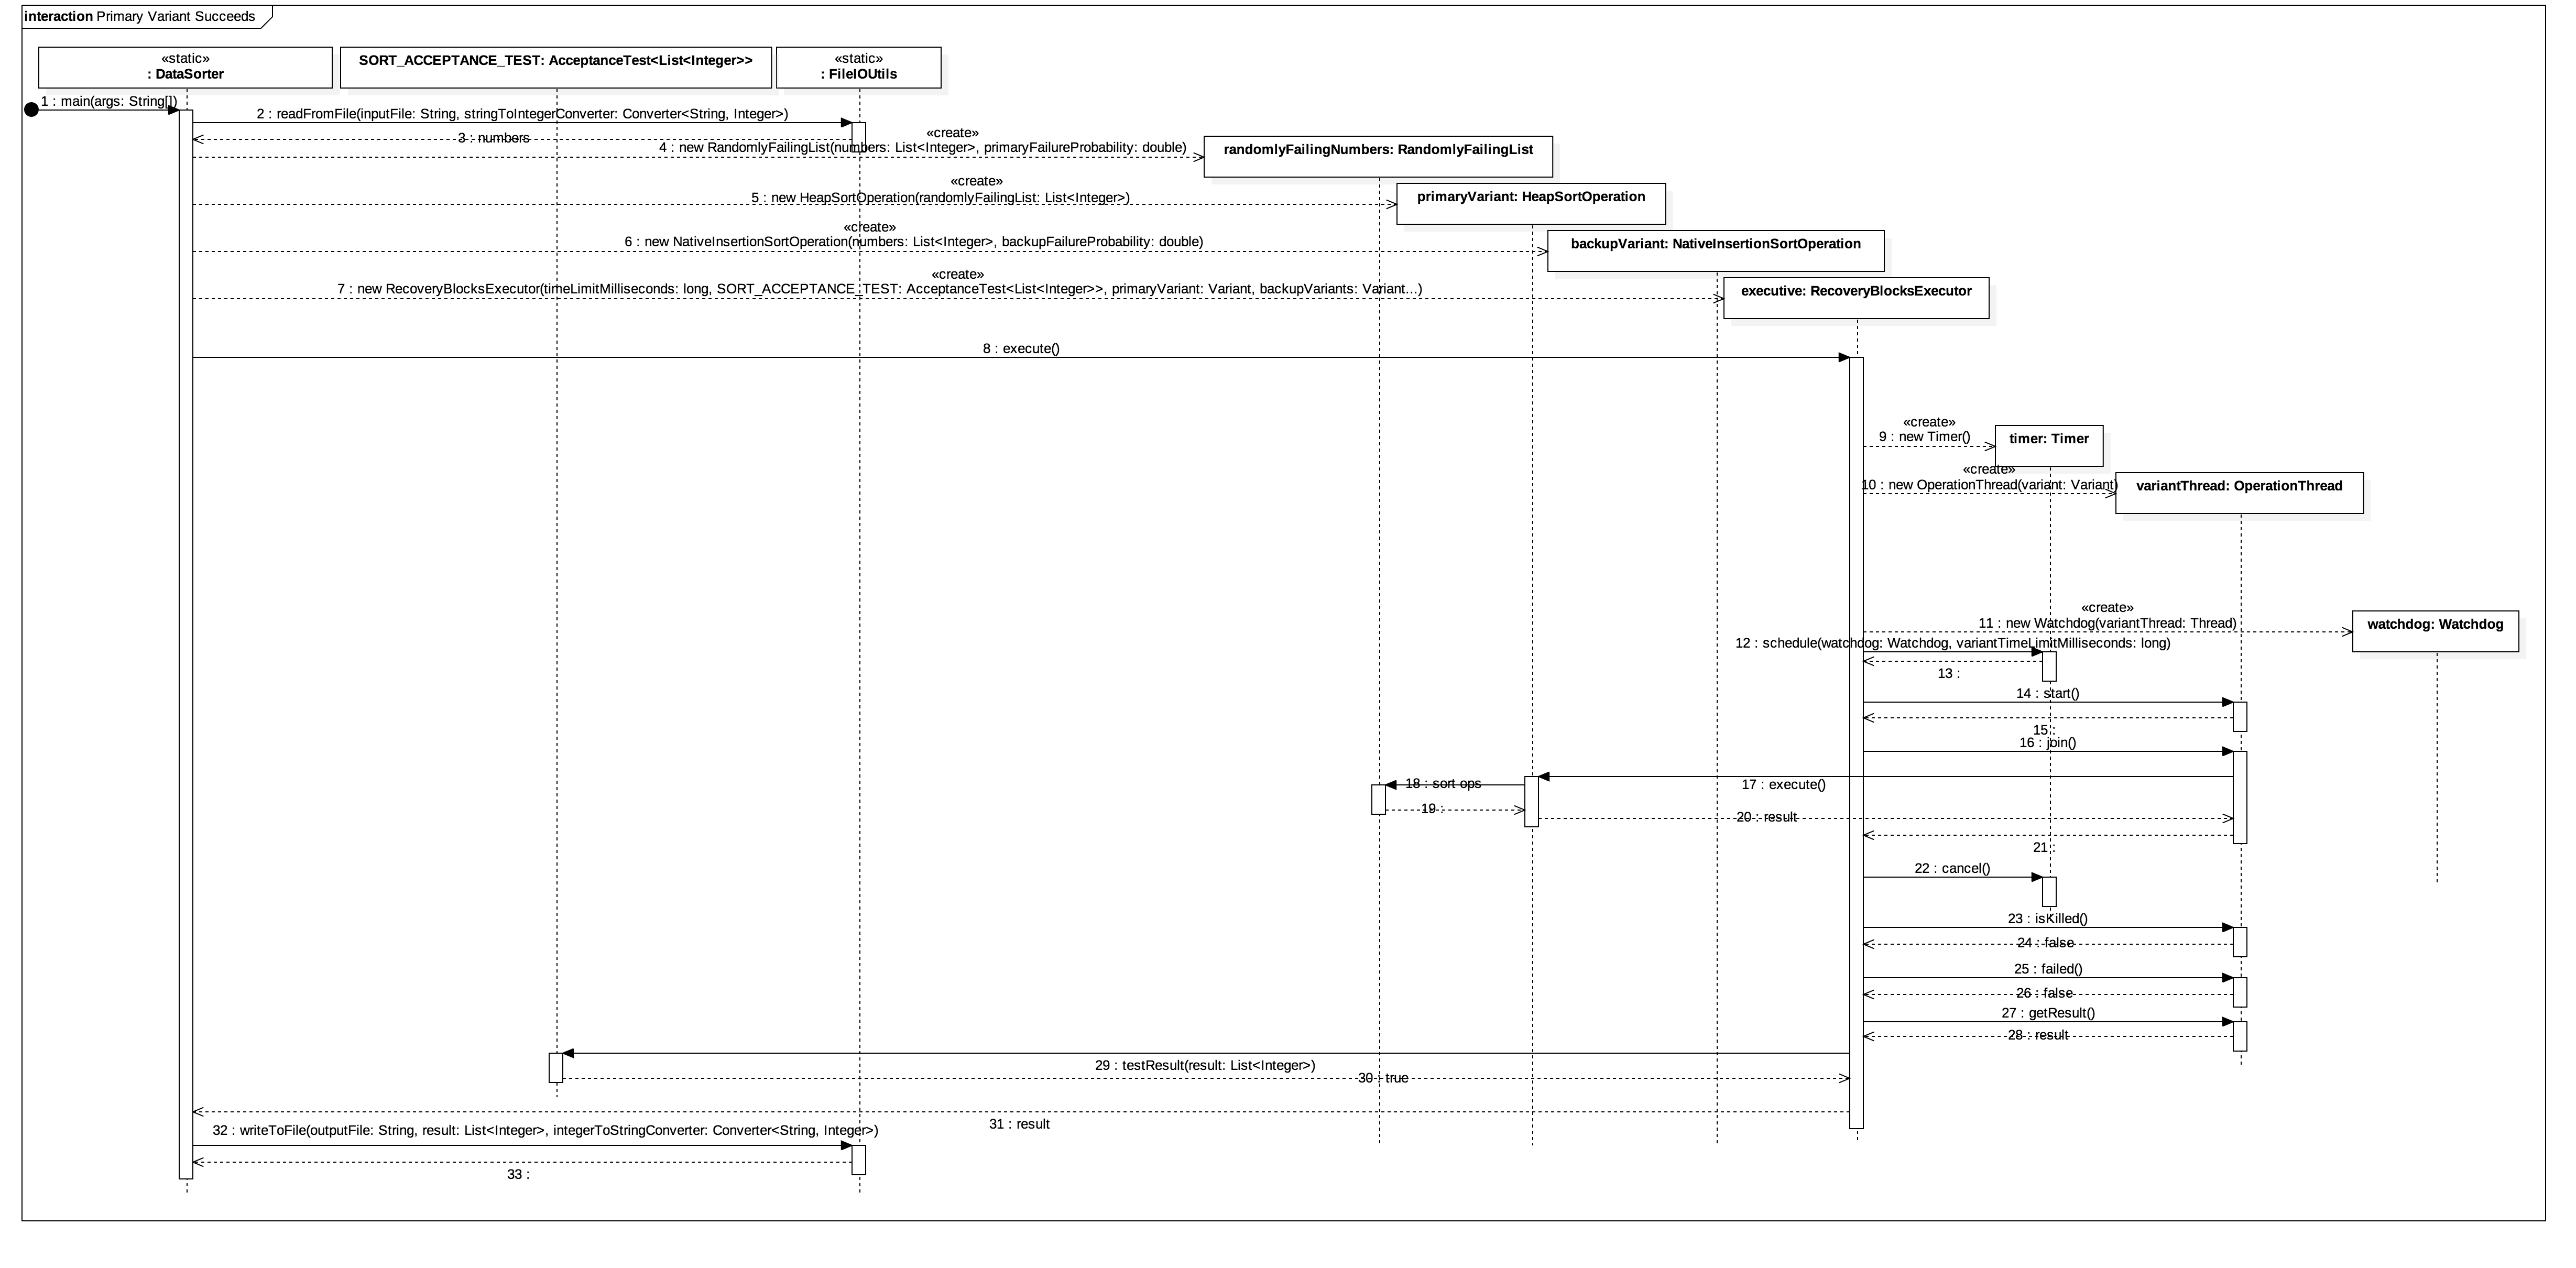 interaction Primary Variant Succeeds
«static»
: DataSorter
SORT_ACCEPTANCE_TEST: AcceptanceTest<List<Integer>>
«static»
: FileIOUtils
1 : main(args: String[])
2 : readFromFile(inputFile: String, stringToIntegerConverter: Converter<String, Integer>)
3 : numbers
«create»
4 : new RandomlyFailingList(numbers: List<Integer>, primaryFailureProbability: double)
randomlyFailingNumbers: RandomlyFailingList
«create»
5 : new HeapSortOperation(randomlyFailingList: List<Integer>)
primaryVariant: HeapSortOperation
«create»
6 : new NativeInsertionSortOperation(numbers: List<Integer>, backupFailureProbability: double)
backupVariant: NativeInsertionSortOperation
«create»
7 : new RecoveryBlocksExecutor(timeLimitMilliseconds: long, SORT_ACCEPTANCE_TEST: AcceptanceTest<List<Integer>>, primaryVariant: Variant, backupVariants: Variant...)
executive: RecoveryBlocksExecutor
8 : execute()
«create»
9 : new Timer()
timer: Timer
«create»
10 : new OperationThread(variant: Variant)
variantThread: OperationThread
«create»
11 : new Watchdog(variantThread: Thread)
watchdog: Watchdog
12 : schedule(watchdog: Watchdog, variantTimeLimitMilliseconds: long)
13 :
14 : start()
15 :
16 : join()
17 : execute()
18 : sort ops
19 :
20 : result
21 :
22 : cancel()
23 : isKilled()
24 : false
25 : failed()
26 : false
27 : getResult()
28 : result
29 : testResult(result: List<Integer>)
30 : true
31 : result
32 : writeToFile(outputFile: String, result: List<Integer>, integerToStringConverter: Converter<String, Integer>)
33 :